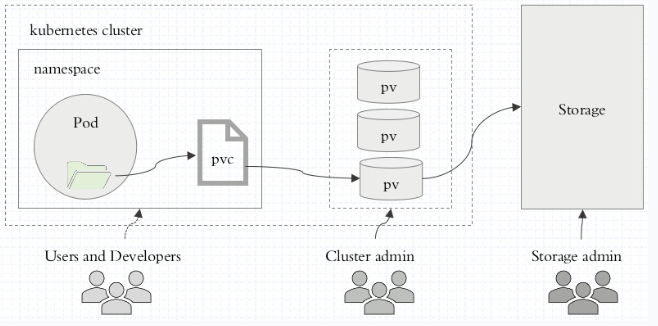 kubernetes cluster
namespace
Pod
pvc
pv
pv
pv
Storage
Users and Developers
Cluster admin
Storage admin